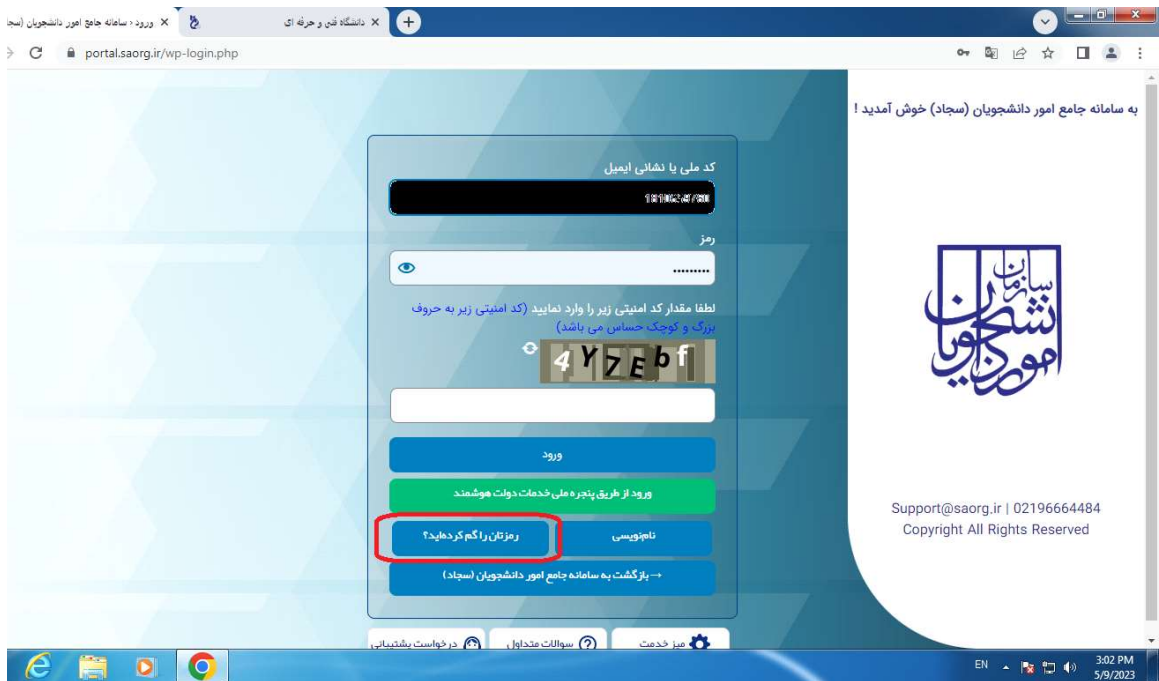 ورود ‹ سامانه جامع امور دانشجویان (سجا
دانشگاه فنی و حرفه ای
portal.saorg.ir/wp-login.php
به سامانه جامع امور دانشجویان (سجاد) خوش آمدید !
کد ملی یا نشانی ایمیل
رمز
لطفا مقدار کد امنیتی زیر را وارد نمایید (کد امنیتی زیر به حروف
بزرگ و کوچک حساس می باشد)
4Y7Ebf
ورود
ورود از طریق پنجره ملی خدمات دولت هوشمند
نام‌نویسی
رمزتان را گم کرده‌اید؟
→ بازگشت به سامانه جامع امور دانشجویان (سجاد)
میز خدمت
سوالات متداول
درخواست پشتیبانی
سازمان امور دانشجویان
Support@saorg.ir | 02196664484
Copyright All Rights Reserved
EN
3:02 PM
5/9/2023